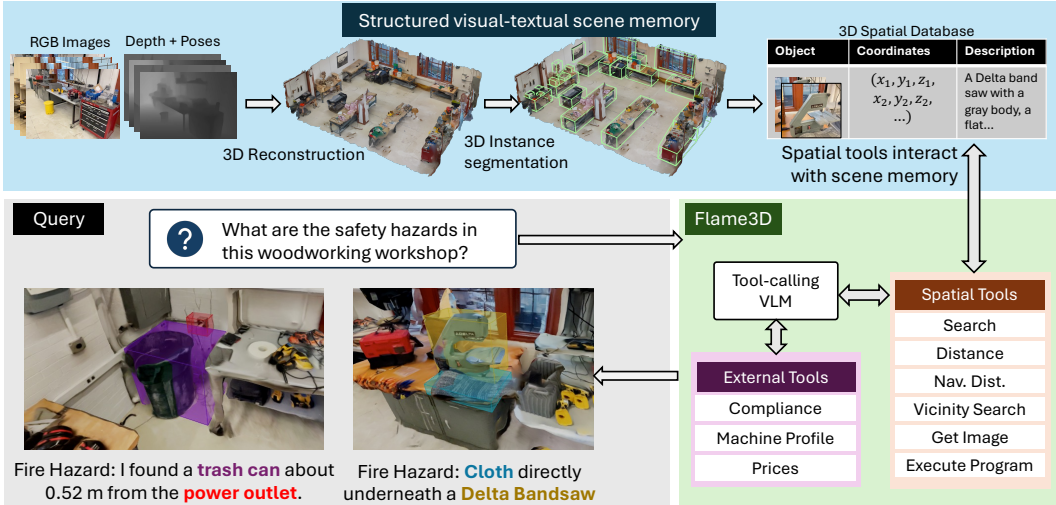 Structured visual-textual scene memory
RGB Images
Depth + Poses
3D Reconstruction
3D Instance
segmentation
3D Spatial Database
Object
Coordinates
Description
(x₁, y₁, z₁,
x₂, y₂, z₂,
...)
A Delta band
saw with a
gray body, a
flat...
Spatial tools interact
with scene memory
Query
?
What are the safety hazards in
this woodworking workshop?
Fire Hazard: I found a trash can about
0.52 m from the power outlet.
Fire Hazard: Cloth directly
underneath a Delta Bandsaw
Flame3D
Tool-calling
VLM
External Tools
Compliance
Machine Profile
Prices
Spatial Tools
Search
Distance
Nav. Dist.
Vicinity Search
Get Image
Execute Program